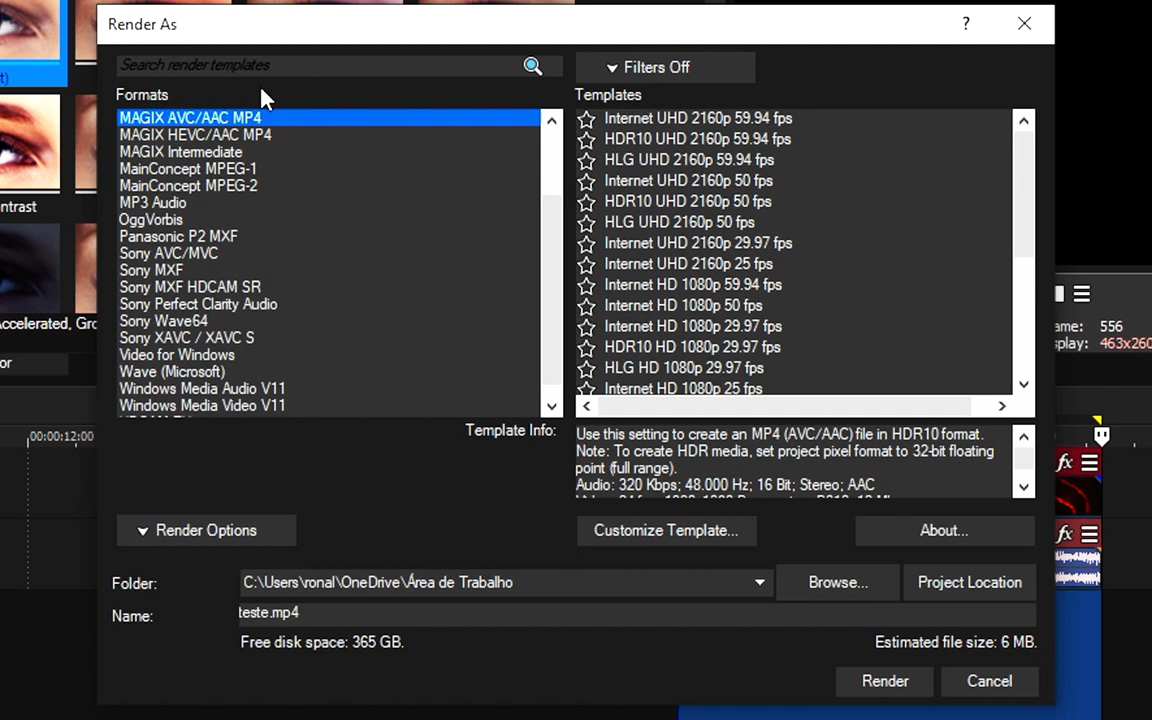 Render As
?
Search render templates
Filters Off
Formats
Templates
MAGIX AVC/AAC MP4
MAGIX HEVC/AAC MP4
MAGIX Intermediate
MainConcept MPEG-1
MainConcept MPEG-2
MP3 Audio
OggVorbis
Panasonic P2 MXF
Sony AVC/MVC
Sony MXF
Sony MXF HDCAM SR
Sony Perfect Clarity Audio
Sony Wave64
Sony XAVC / XAVC S
Video for Windows
Wave (Microsoft)
Windows Media Audio V11
Windows Media Video V11
Internet UHD 2160p 59.94 fps
HDR10 UHD 2160p 59.94 fps
HLG UHD 2160p 59.94 fps
Internet UHD 2160p 50 fps
HDR10 UHD 2160p 50 fps
HLG UHD 2160p 50 fps
Internet UHD 2160p 29.97 fps
Internet UHD 2160p 25 fps
Internet HD 1080p 59.94 fps
Internet HD 1080p 50 fps
Internet HD 1080p 29.97 fps
HDR10 HD 1080p 29.97 fps
HLG HD 1080p 29.97 fps
Internet HD 1080p 25 fps
Template Info:
Use this setting to create an MP4 (AVC/AAC) file in HDR10 format.
Note: To create HDR media, set project pixel format to 32-bit floating
point (full range).
Audio: 320 Kbps; 48.000 Hz; 16 Bit; Stereo; AAC
Render Options
Customize Template...
About...
Folder:
C:\Users\ronal\OneDrive\Área de Trabalho
Browse...
Project Location
Name:
teste.mp4
Free disk space: 365 GB.
Estimated file size: 6 MB.
Render
Cancel
t)
ntrast
Accelerated, Gro
or
00:00:12:00
ame: 556
splay: 463x260
fx
fx